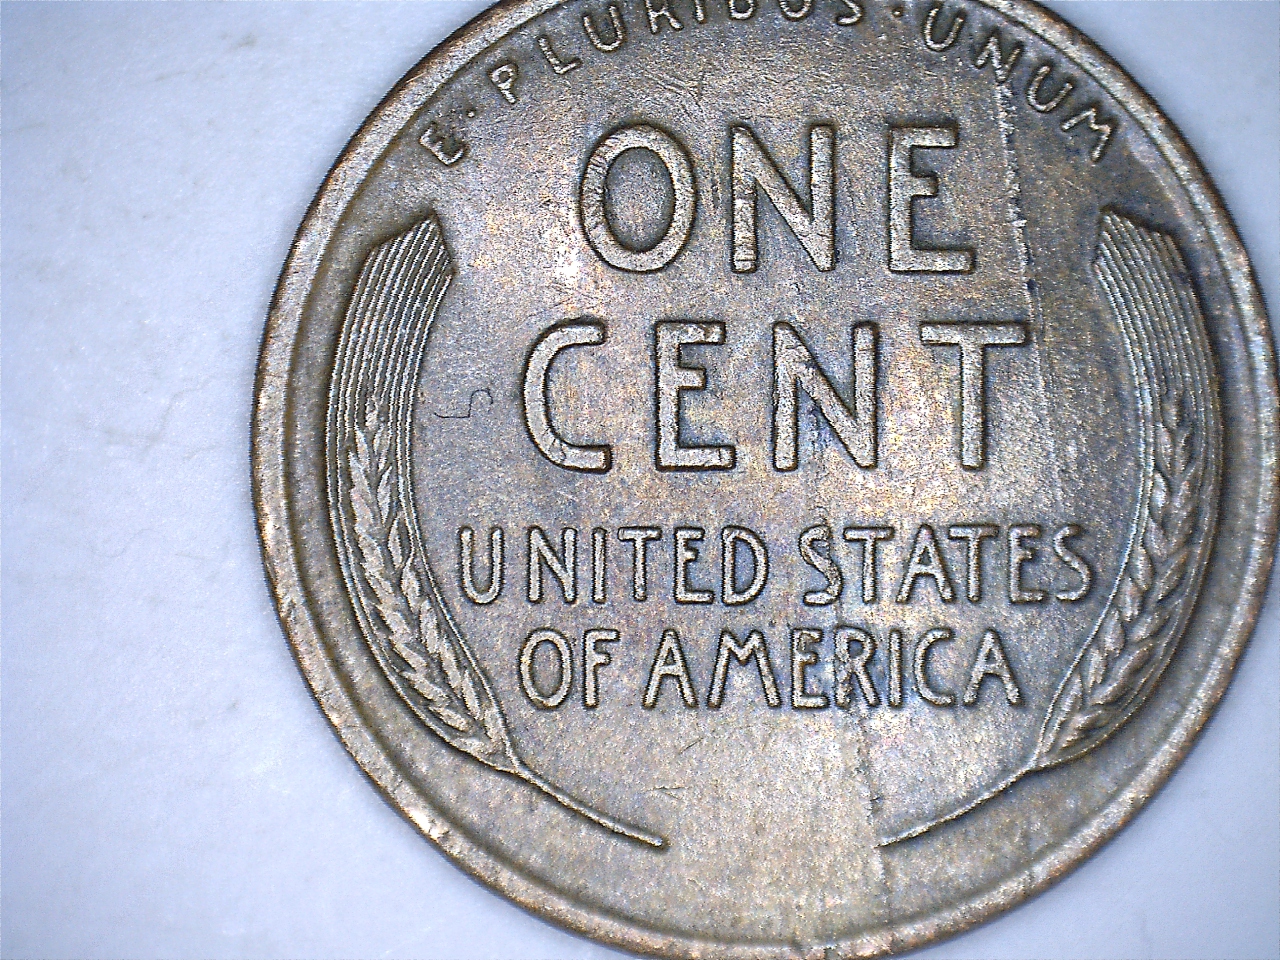 E·PLURIBUS·UNUM
ONE
CENT
UNITED STATES
OF AMERICA